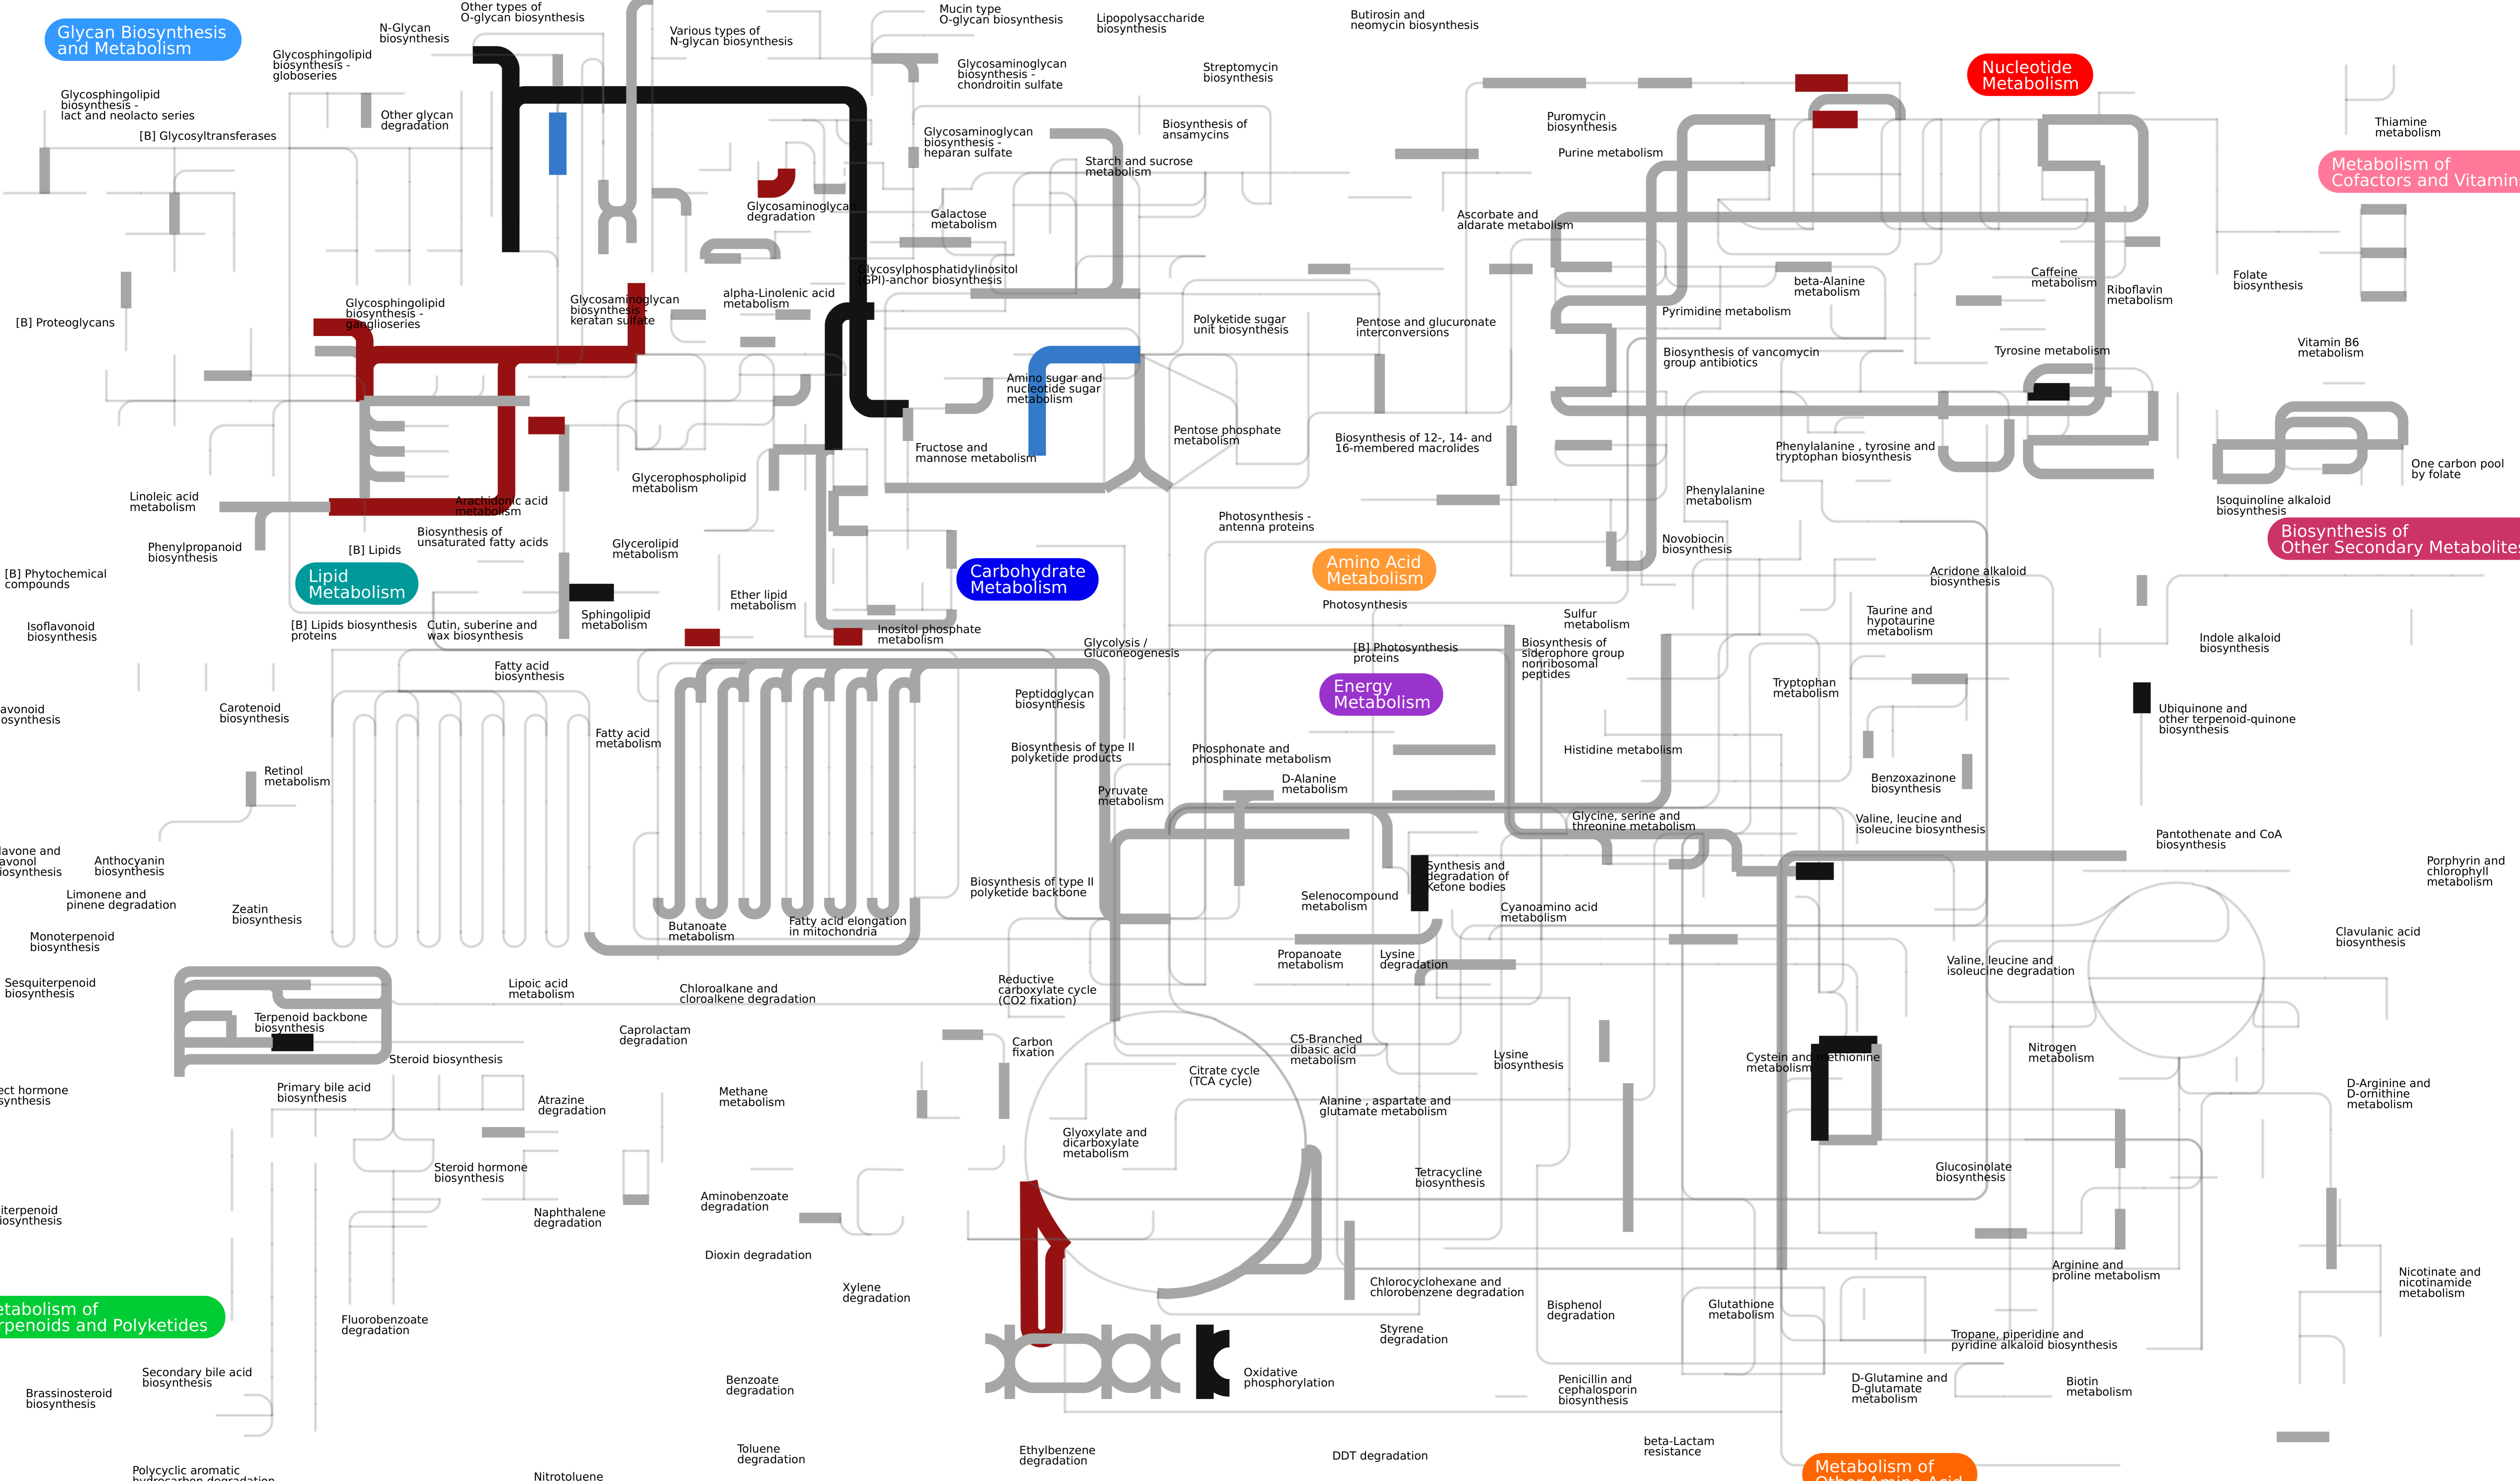 Glycan Biosynthesis
and Metabolism
N-Glycan
biosynthesis
Other types of
O-glycan biosynthesis
Various types of
N-glycan biosynthesis
Mucin type
O-glycan biosynthesis
Lipopolysaccharide
biosynthesis
Butirosin and
neomycin biosynthesis
Glycosphingolipid
biosynthesis -
globoseries
Glycosaminoglycan
biosynthesis -
chondroitin sulfate
Streptomycin
biosynthesis
Nucleotide
Metabolism
Glycosphingolipid
biosynthesis -
lact and neolacto series
[B] Glycosyltransferases
Other glycan
degradation
Glycosaminoglycan
biosynthesis -
heparan sulfate
Biosynthesis of
ansamycins
Puromycin
biosynthesis
Purine metabolism
Thiamine
metabolism
Starch and sucrose
metabolism
Metabolism of
Cofactors and Vitamin
Glycosaminoglycan
degradation
Galactose
metabolism
Ascorbate and
aldarate metabolism
Glycosylphosphatidylinositol
(GPI)-anchor biosynthesis
beta-Alanine
metabolism
Caffeine
metabolism
Riboflavin
metabolism
Folate
biosynthesis
[B] Proteoglycans
Glycosphingolipid
biosynthesis -
ganglioseries
Glycosaminoglycan
biosynthesis -
keratan sulfate
alpha-Linolenic acid
metabolism
Polyketide sugar
unit biosynthesis
Pentose and glucuronate
interconversions
Pyrimidine metabolism
Biosynthesis of vancomycin
group antibiotics
Tyrosine metabolism
Vitamin B6
metabolism
Amino sugar and
nucleotide sugar
metabolism
Fructose and
mannose metabolism
Pentose phosphate
metabolism
Biosynthesis of 12-, 14- and
16-membered macrolides
Phenylalanine , tyrosine and
tryptophan biosynthesis
One carbon pool
by folate
Linoleic acid
metabolism
Arachidonic acid
metabolism
Glycerophospholipid
metabolism
Phenylalanine
metabolism
Isoquinoline alkaloid
biosynthesis
Phenylpropanoid
biosynthesis
[B] Lipids
Biosynthesis of
unsaturated fatty acids
Glycerolipid
metabolism
Photosynthesis -
antenna proteins
Novobiocin
biosynthesis
Biosynthesis of
Other Secondary Metabolites
[B] Phytochemical
compounds
Lipid
Metabolism
Carbohydrate
Metabolism
Amino Acid
Metabolism
Acridone alkaloid
biosynthesis
Isoflavonoid
biosynthesis
[B] Lipids biosynthesis
proteins
Cutin, suberine and
wax biosynthesis
Sphingolipid
metabolism
Ether lipid
metabolism
Inositol phosphate
metabolism
Photosynthesis
Sulfur
metabolism
Taurine and
hypotaurine
metabolism
Indole alkaloid
biosynthesis
Glycolysis /
Gluconeogenesis
[B] Photosynthesis
proteins
Biosynthesis of
siderophore group
nonribosomal
peptides
Fatty acid
biosynthesis
Energy
Metabolism
Tryptophan
metabolism
avonoid
osynthesis
Carotenoid
biosynthesis
Peptidoglycan
biosynthesis
Ubiquinone and
other terpenoid-quinone
biosynthesis
Fatty acid
metabolism
Biosynthesis of type II
polyketide products
Phosphonate and
phosphinate metabolism
Histidine metabolism
Retinol
metabolism
Pyruvate
metabolism
D-Alanine
metabolism
Benzoxazinone
biosynthesis
Glycine, serine and
threonine metabolism
Valine, leucine and
isoleucine biosynthesis
Pantothenate and CoA
biosynthesis
lavone and
avonol
iosynthesis
Anthocyanin
biosynthesis
Limonene and
pinene degradation
Biosynthesis of type II
polyketide backbone
Selenocompound
metabolism
Synthesis and
degradation of
Ketone bodies
Porphyrin and
chlorophyll
metabolism
Zeatin
biosynthesis
Butanoate
metabolism
Fatty acid elongation
in mitochondria
Cyanoamino acid
metabolism
Monoterpenoid
biosynthesis
Clavulanic acid
biosynthesis
Propanoate
metabolism
Lysine
degradation
Valine, leucine and
isoleucine degradation
Sesquiterpenoid
biosynthesis
Lipoic acid
metabolism
Chloroalkane and
cloroalkene degradation
Reductive
carboxylate cycle
(CO2 fixation)
Terpenoid backbone
biosynthesis
Caprolactam
degradation
Carbon
fixation
C5-Branched
dibasic acid
metabolism
Lysine
biosynthesis
Cystein and methionine
metabolism
Nitrogen
metabolism
Steroid biosynthesis
Citrate cycle
(TCA cycle)
ect hormone
synthesis
Primary bile acid
biosynthesis
Atrazine
degradation
Methane
metabolism
Alanine , aspartate and
glutamate metabolism
D-Arginine and
D-ornithine
metabolism
Glyoxylate and
dicarboxylate
metabolism
Steroid hormone
biosynthesis
Tetracycline
biosynthesis
Glucosinolate
biosynthesis
iterpenoid
iosynthesis
Naphthalene
degradation
Aminobenzoate
degradation
Dioxin degradation
Arginine and
proline metabolism
Nicotinate and
nicotinamide
metabolism
Xylene
degradation
Chlorocyclohexane and
chlorobenzene degradation
Bisphenol
degradation
Glutathione
metabolism
etabolism of
rpenoids and Polyketides
Fluorobenzoate
degradation
Styrene
degradation
Tropane, piperidine and
pyridine alkaloid biosynthesis
Secondary bile acid
biosynthesis
Brassinosteroid
biosynthesis
Benzoate
degradation
Oxidative
phosphorylation
Penicillin and
cephalosporin
biosynthesis
D-Glutamine and
D-glutamate
metabolism
Biotin
metabolism
Toluene
degradation
Ethylbenzene
degradation
DDT degradation
beta-Lactam
resistance
Polycyclic aromatic
hydrocarbon degradation
Nitrotoluene
Metabolism of
Other Amino Acid